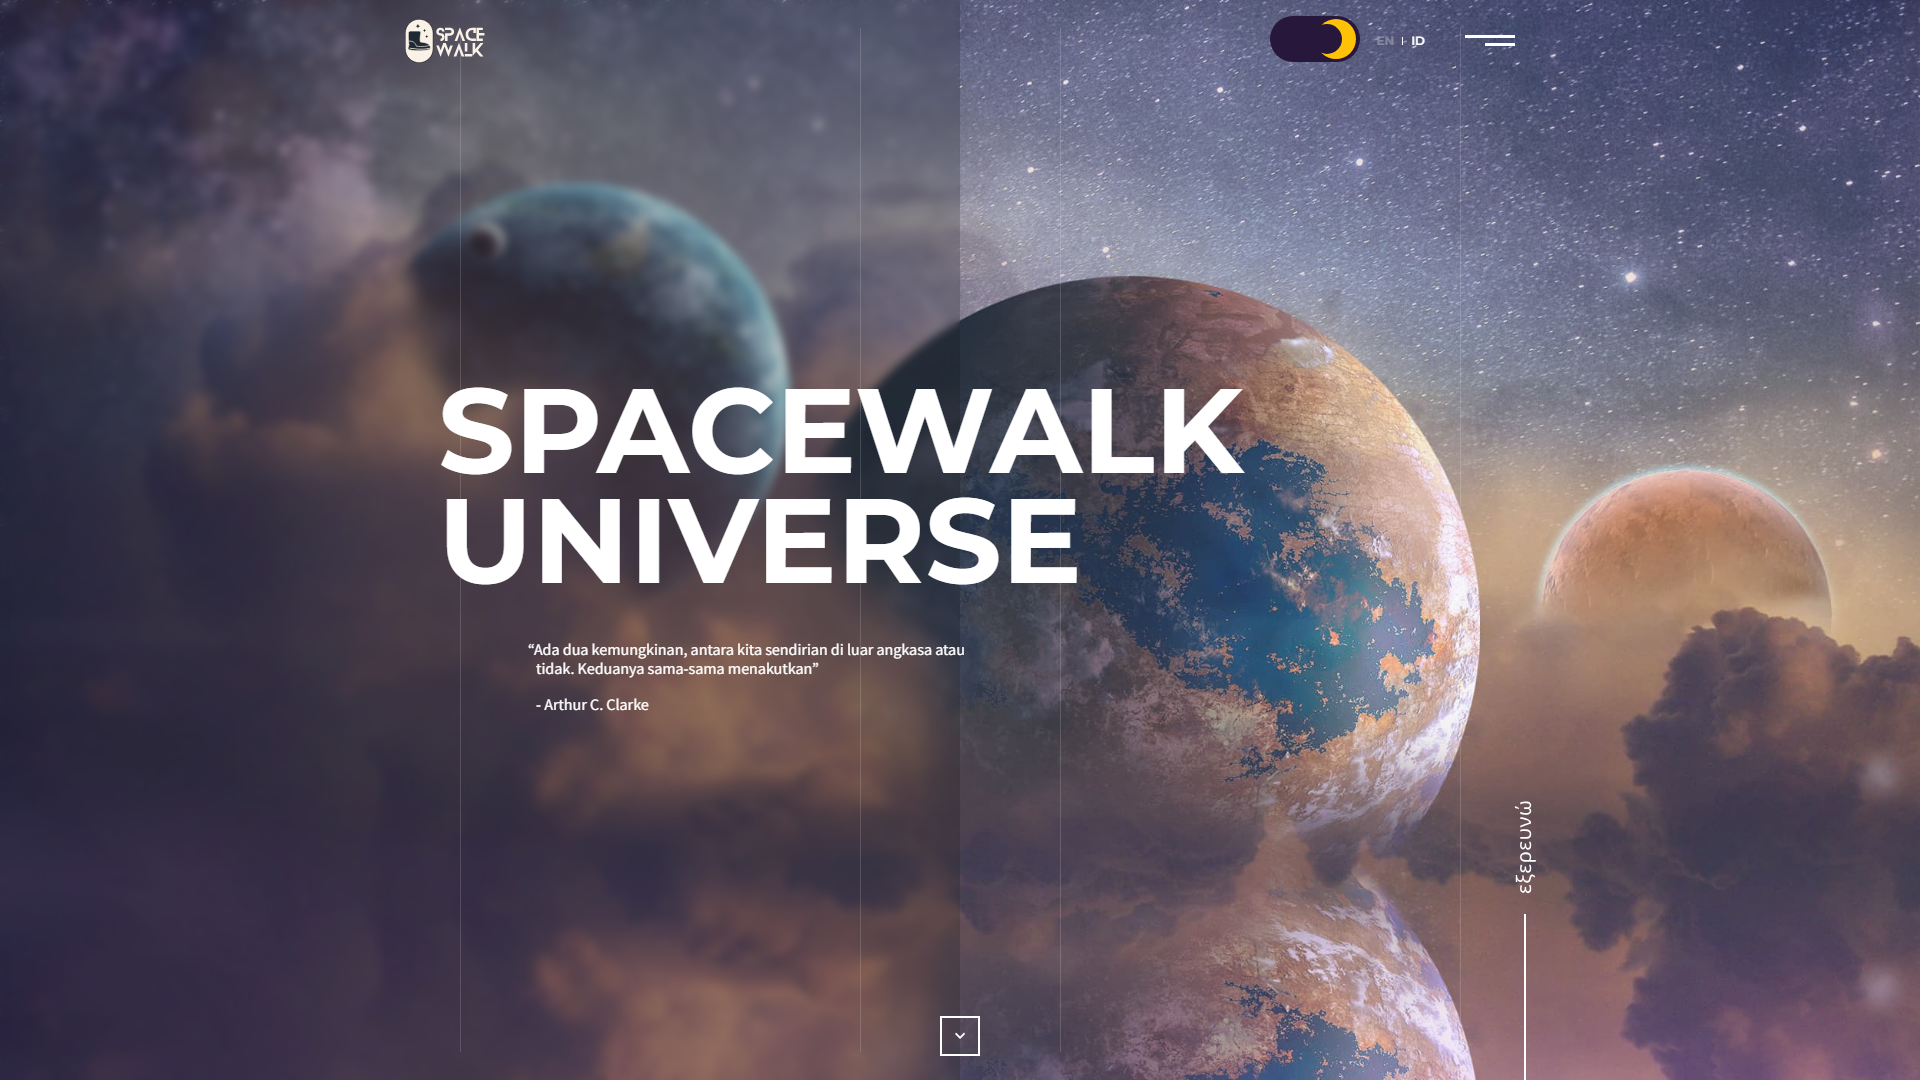 SPACE
WALK
EN
ID
SPACEWALK
UNIVERSE
“Ada dua kemungkinan, antara kita sendirian di luar angkasa atau
tidak. Keduanya sama-sama menakutkan”
- Arthur C. Clarke
εξερευνώ